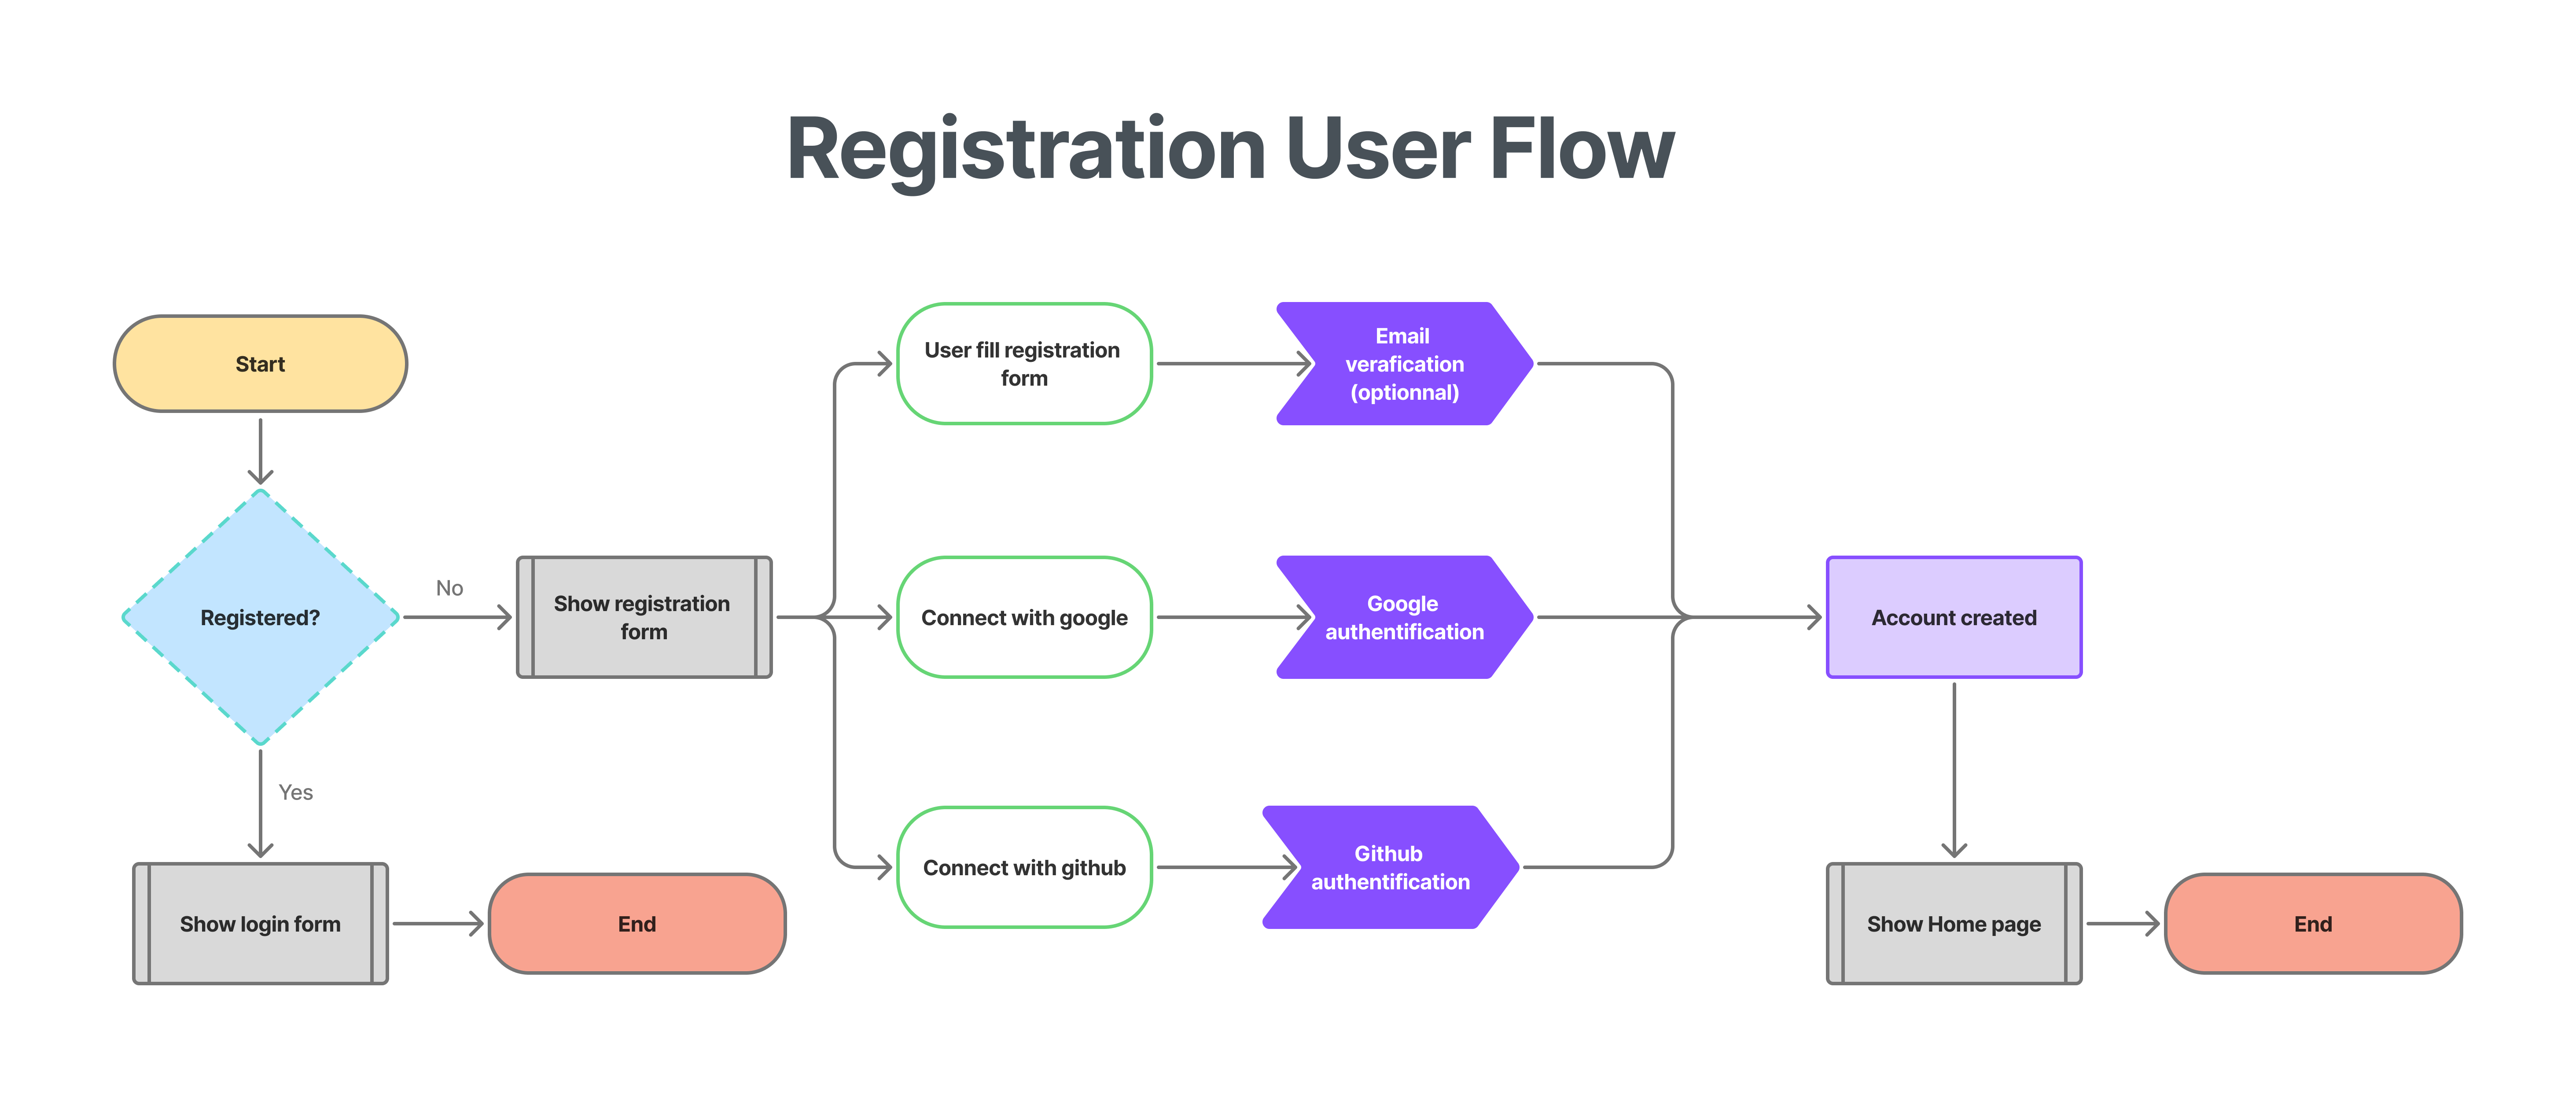 Registration User Flow
Start
Registered?
No
Yes
Show login form
End
Show registration
form
User fill registration
form
Email
verafication
(optionnal)
Connect with google
Google
authentification
Connect with github
Github
authentification
Account created
Show Home page
End